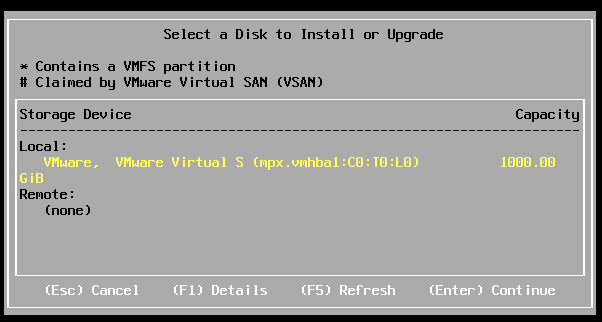 Select a Disk to Install or Upgrade
* Contains a VMFS partition
# Claimed by VMware Virtual SAN (VSAN)
Storage Device Capacity
--------------------------------------------------------------------------------
Local:
VMware,  VMware Virtual S (mpx.vmhba1:C0:T0:L0) 1000.00
GiB
Remote:
(none)
(Esc) Cancel (F1) Details (F5) Refresh (Enter) Continue